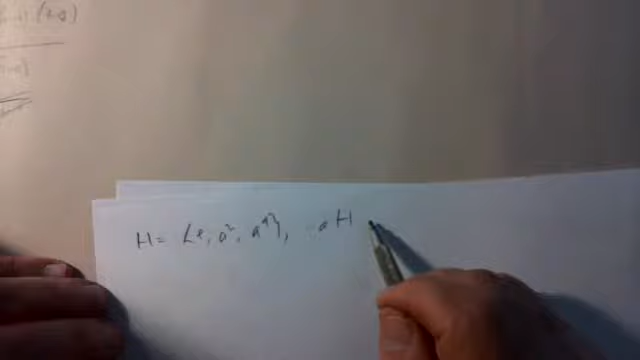 H = {e, a², a⁴}, aH